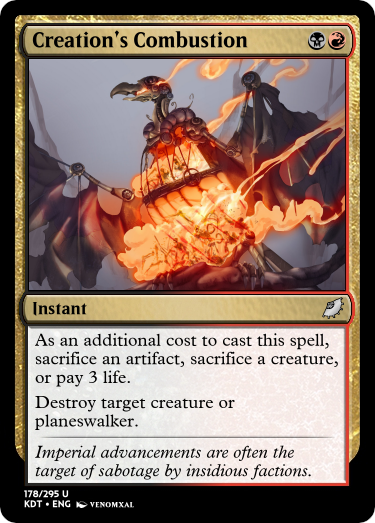 Creation's Combustion
Instant
As an additional cost to cast this spell,
sacrifice an artifact, sacrifice a creature,
or pay 3 life.
Destroy target creature or
planeswalker.
Imperial advancements are often the
target of sabotage by insidious factions.
178/295 U
KDT • ENG VENOMXAL